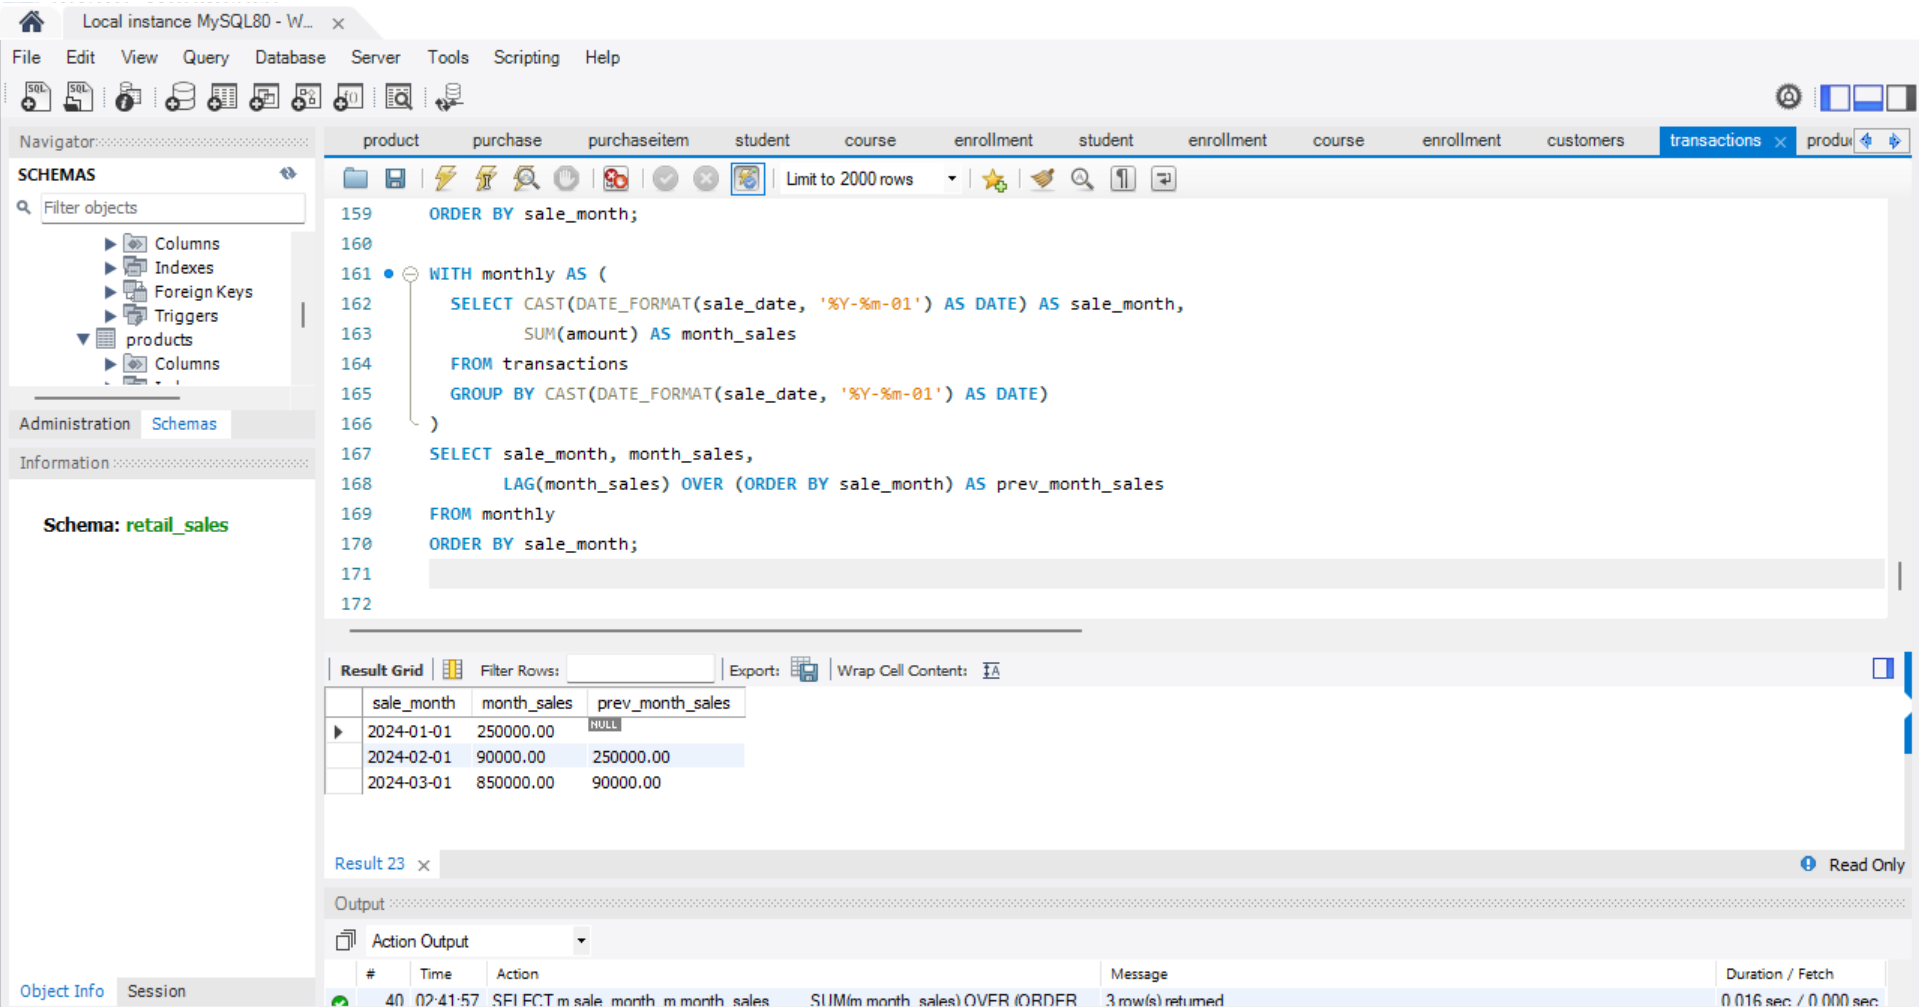 Local instance MySQL80 - W...
File Edit View Query Database Server Tools Scripting Help
Navigator
product purchase purchaseitem student course enrollment student enrollment course enrollment customers transactions produ
SCHEMAS
Limit to 2000 rows
Filter objects
Columns
Indexes
Foreign Keys
Triggers
products
Columns
Administration Schemas
Information
Schema: retail_sales
159 ORDER BY sale_month;
160
161 WITH monthly AS (
162 SELECT CAST(DATE_FORMAT(sale_date, '%Y-%m-01') AS DATE) AS sale_month,
163 SUM(amount) AS month_sales
164 FROM transactions
165 GROUP BY CAST(DATE_FORMAT(sale_date, '%Y-%m-01') AS DATE)
166 )
167 SELECT sale_month, month_sales,
168 LAG(month_sales) OVER (ORDER BY sale_month) AS prev_month_sales
169 FROM monthly
170 ORDER BY sale_month;
171
172
Result Grid Filter Rows: Export: Wrap Cell Content:
sale_month month_sales prev_month_sales
2024-01-01 250000.00 NULL
2024-02-01 90000.00 250000.00
2024-03-01 850000.00 90000.00
Result 23 Read Only
Output
Action Output
# Time Action Message Duration / Fetch
40 02:41:57 SELECT m.sale_month, m.month_sales, SUM(m.month_sales) OVER (ORDER 3 row(s) returned 0.016 sec / 0.000 sec
Object Info Session